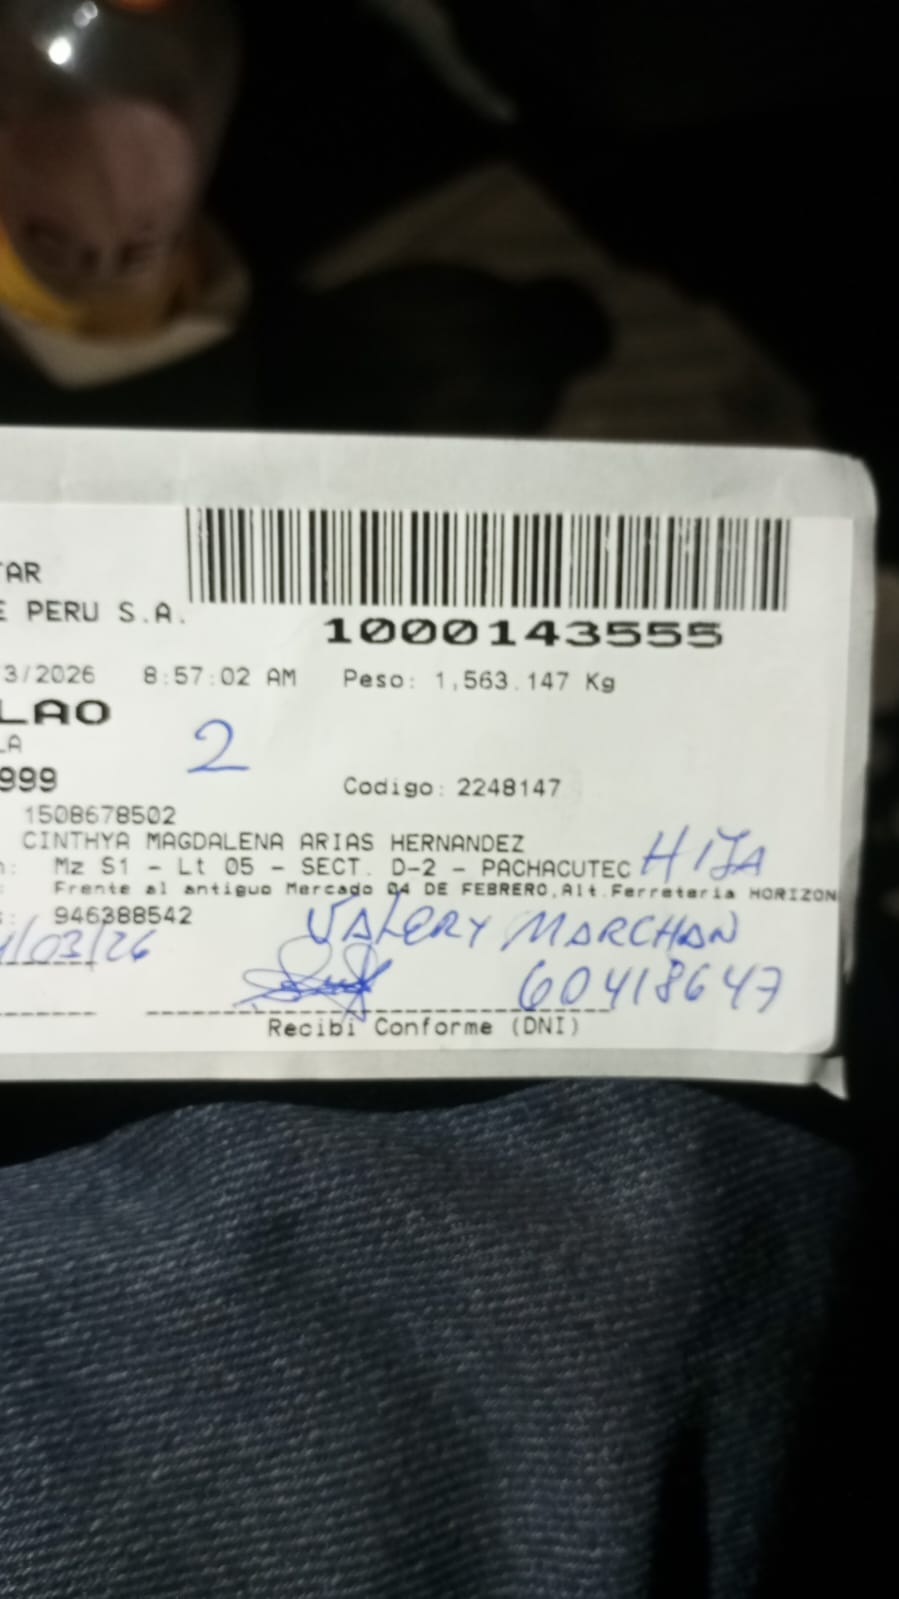 TAR
E PERU S.A.
1000143555
3/2026 8:57:02 AM Peso: 1,563.147 Kg
LAO
LA 2
999 Codigo: 2248147
1508678502
CINTHYA MAGDALENA ARIAS HERNANDEZ
Mz S1 - Lt 05 - SECT. D-2 - PACHACUTEC HIJA
Frente al antiguo Mercado 04 DE FEBRERO,Alt.Ferreteria HORIZON
946388542 VALERY MARCHAN
/03/26 60418647
Recibi Conforme (DNI)